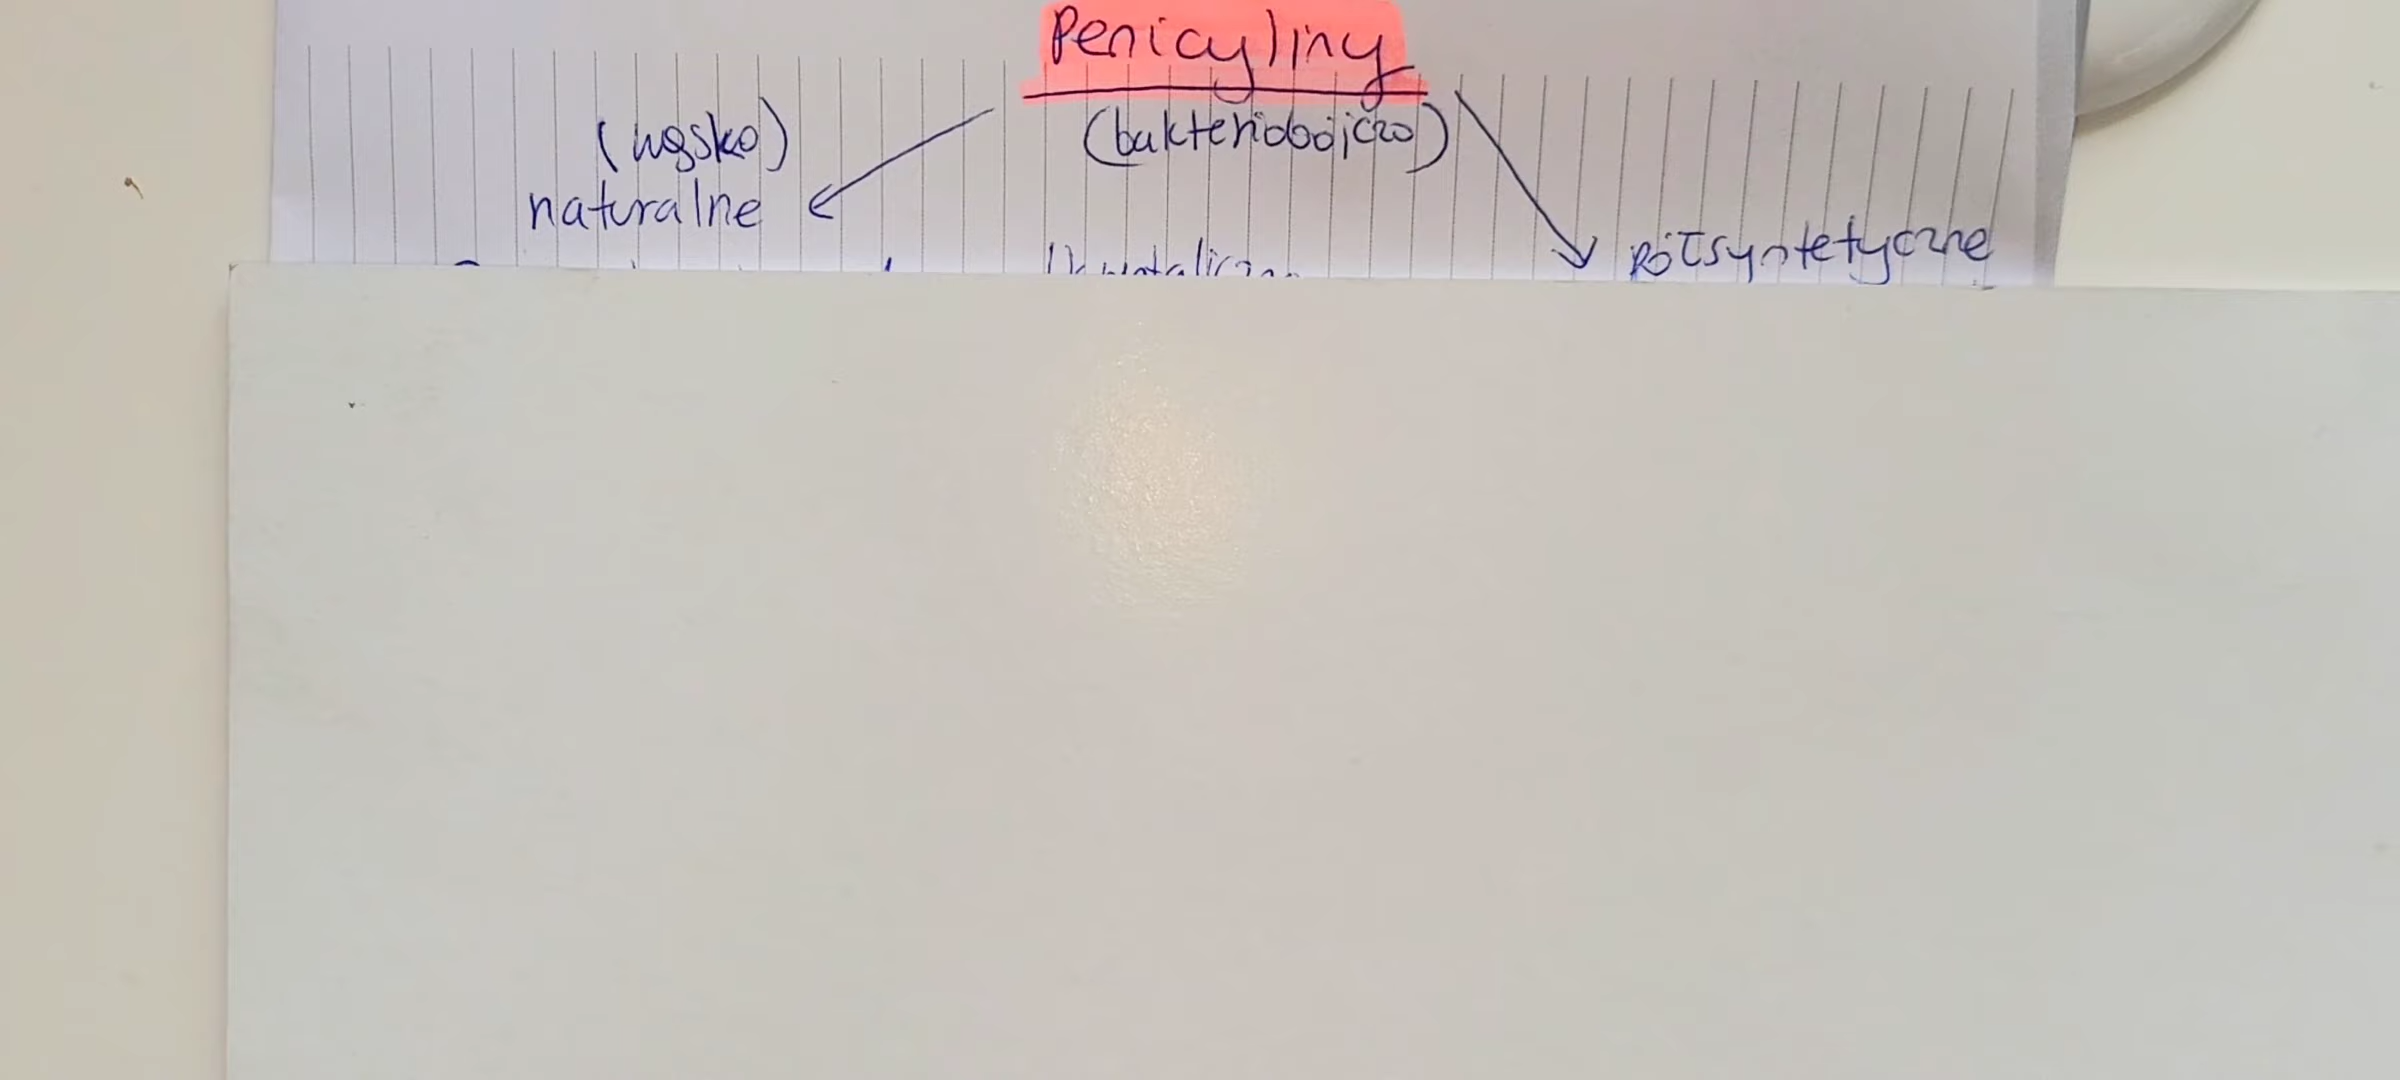 Penicyliny
(bakteriobójczo)
(wąsko)
naturalne
półsyntetyczne